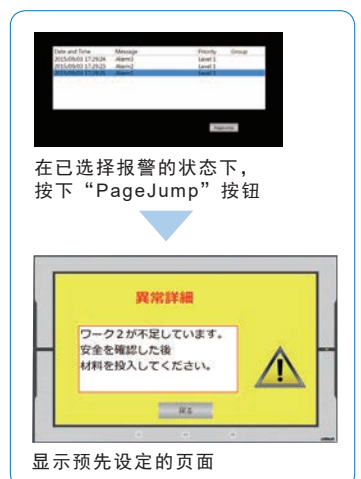 Date and Time Message Priority Group
2015/09/03 17:29:24 Alarm3 Level 1
2015/09/03 17:29:23 Alarm2 Level 1
2015/09/03 17:29:21 Alarm1 Level 1
PageJump
在已选择报警的状态下，
按下“PageJump”按钮
異常詳細
ワーク2が不足しています。
安全を確認した後
材料を投入してください。
戻る
显示预先设定的页面